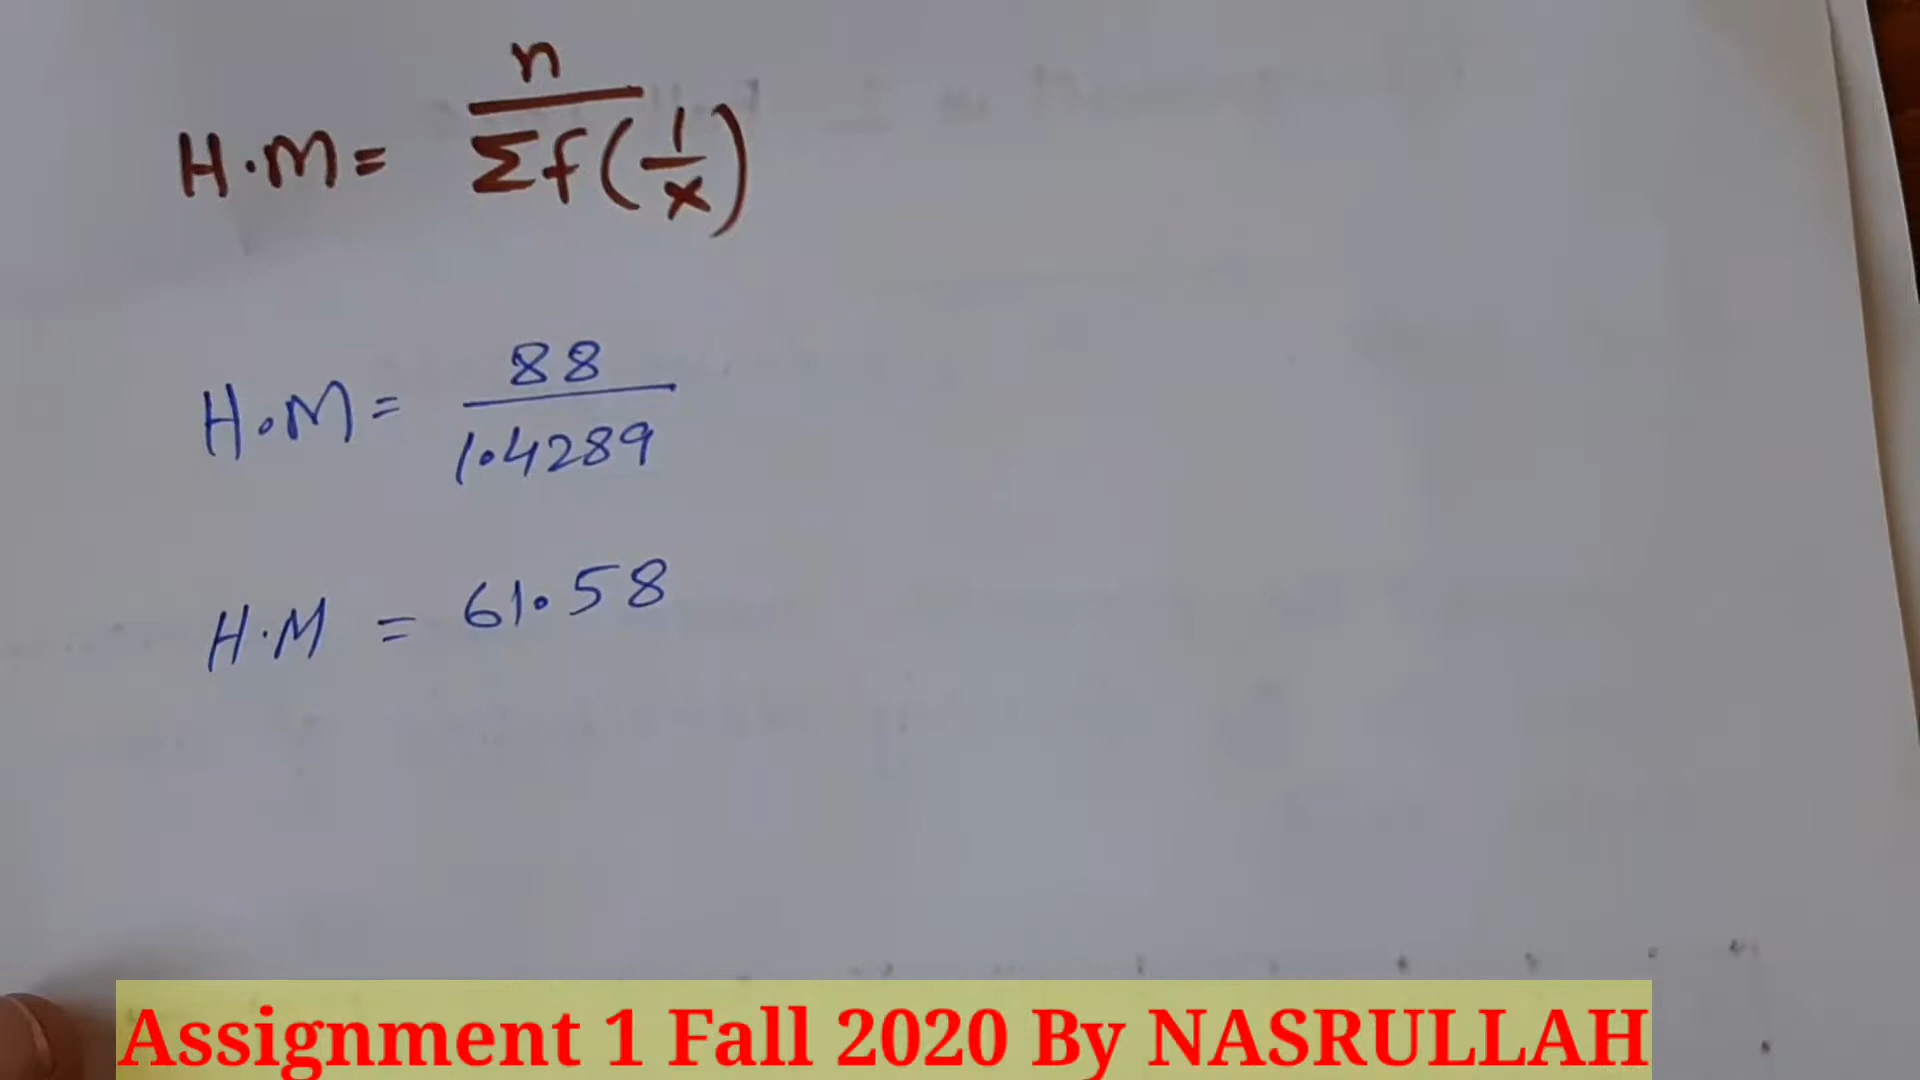 H.M = n / Σf(1/x)
H.M = 88 / 1.4289
H.M = 61.58
Assignment 1 Fall 2020 By NASRULLAH